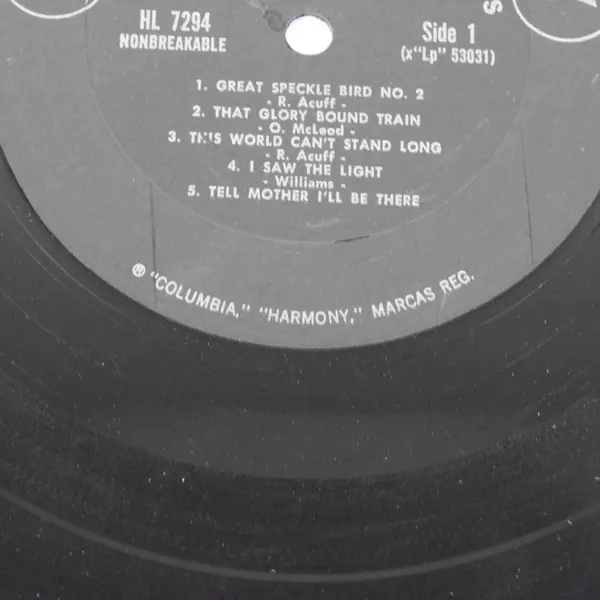 HL 7294
NONBREAKABLE
Side 1
(x"Lp" 53031)
S
1. GREAT SPECKLE BIRD NO. 2
- R. Acuff -
2. THAT GLORY BOUND TRAIN
- O. McLeod -
3. THIS WORLD CAN'T STAND LONG
- R. Acuff -
4. I SAW THE LIGHT
- Williams -
5. TELL MOTHER I'LL BE THERE
® "COLUMBIA," "HARMONY," MARCAS REG.